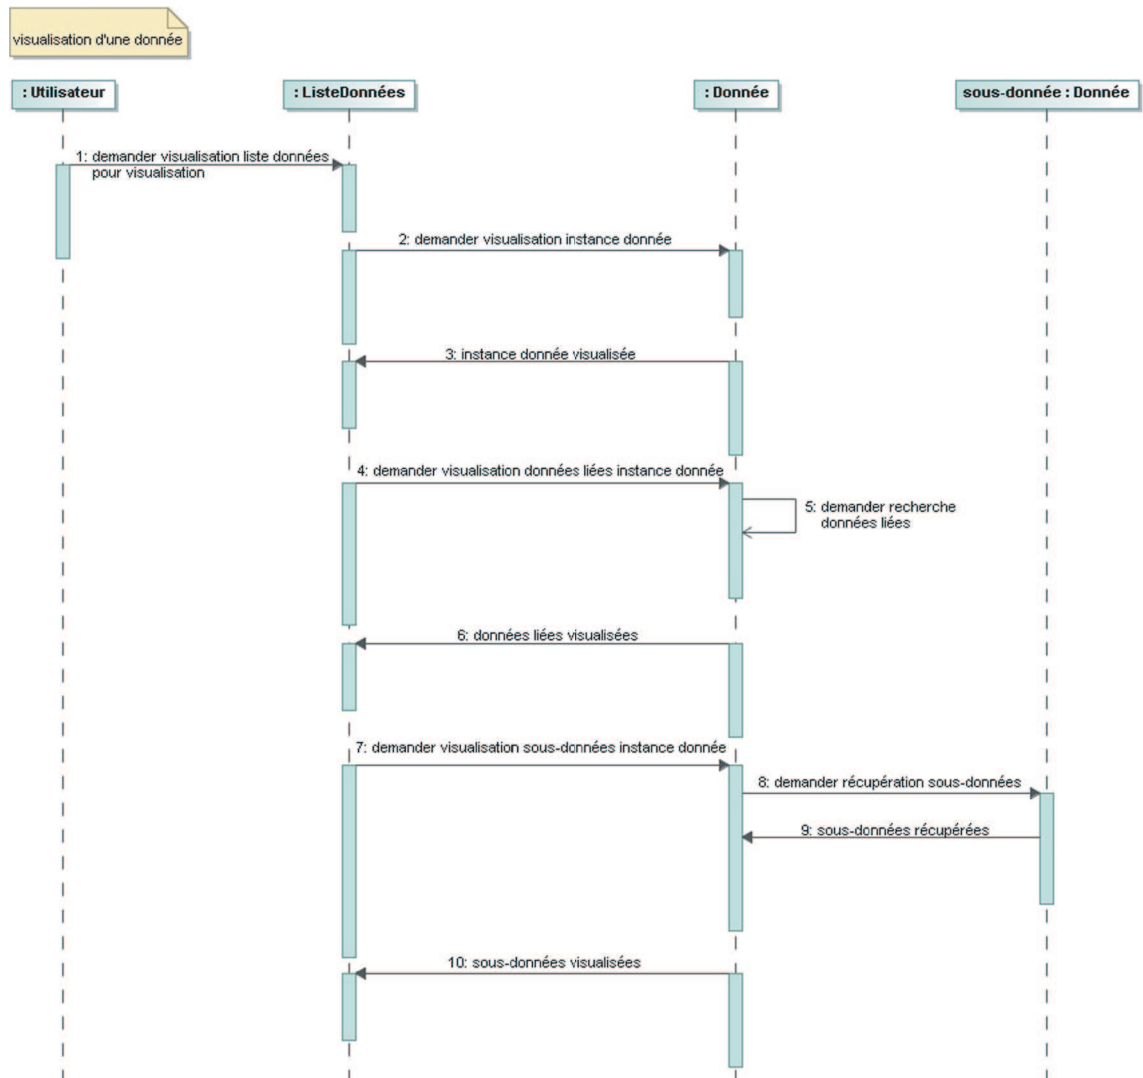 visualisation d'une donnée
: Utilisateur
: ListeDonnées
: Donnée
sous-donnée : Donnée
1: demander visualisation liste données
pour visualisation
2: demander visualisation instance donnée
3: instance donnée visualisée
4: demander visualisation données liées instance donnée
5: demander recherche
données liées
6: données liées visualisées
7: demander visualisation sous-données instance donnée
8: demander récupération sous-données
9: sous-données récupérées
10: sous-données visualisées